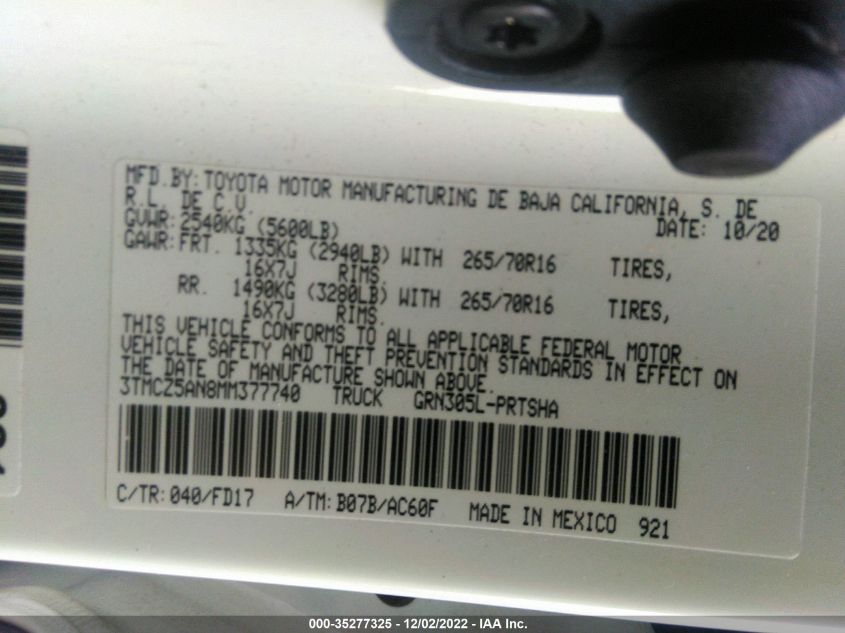 MFD.BY: TOYOTA MOTOR MANUFACTURING DE BAJA CALIFORNIA, S. DE
R.L. DE C.V. DATE: 10/20
GVWR: 2540KG (5600LB)
GAWR: FRT. 1335KG (2940LB) WITH 265/70R16 TIRES,
16X7J RIMS.
RR. 1490KG (3280LB) WITH 265/70R16 TIRES,
16X7J RIMS.
THIS VEHICLE CONFORMS TO ALL APPLICABLE FEDERAL MOTOR
VEHICLE SAFETY AND THEFT PREVENTION STANDARDS IN EFFECT ON
THE DATE OF MANUFACTURE SHOWN ABOVE.
3TMCZ5AN8MM377740 TRUCK GRN305L-PRTSHA
C/TR: 040/FD17 A/TM: B07B/AC60F MADE IN MEXICO 921
000-35277325 - 12/02/2022 - IAA Inc.